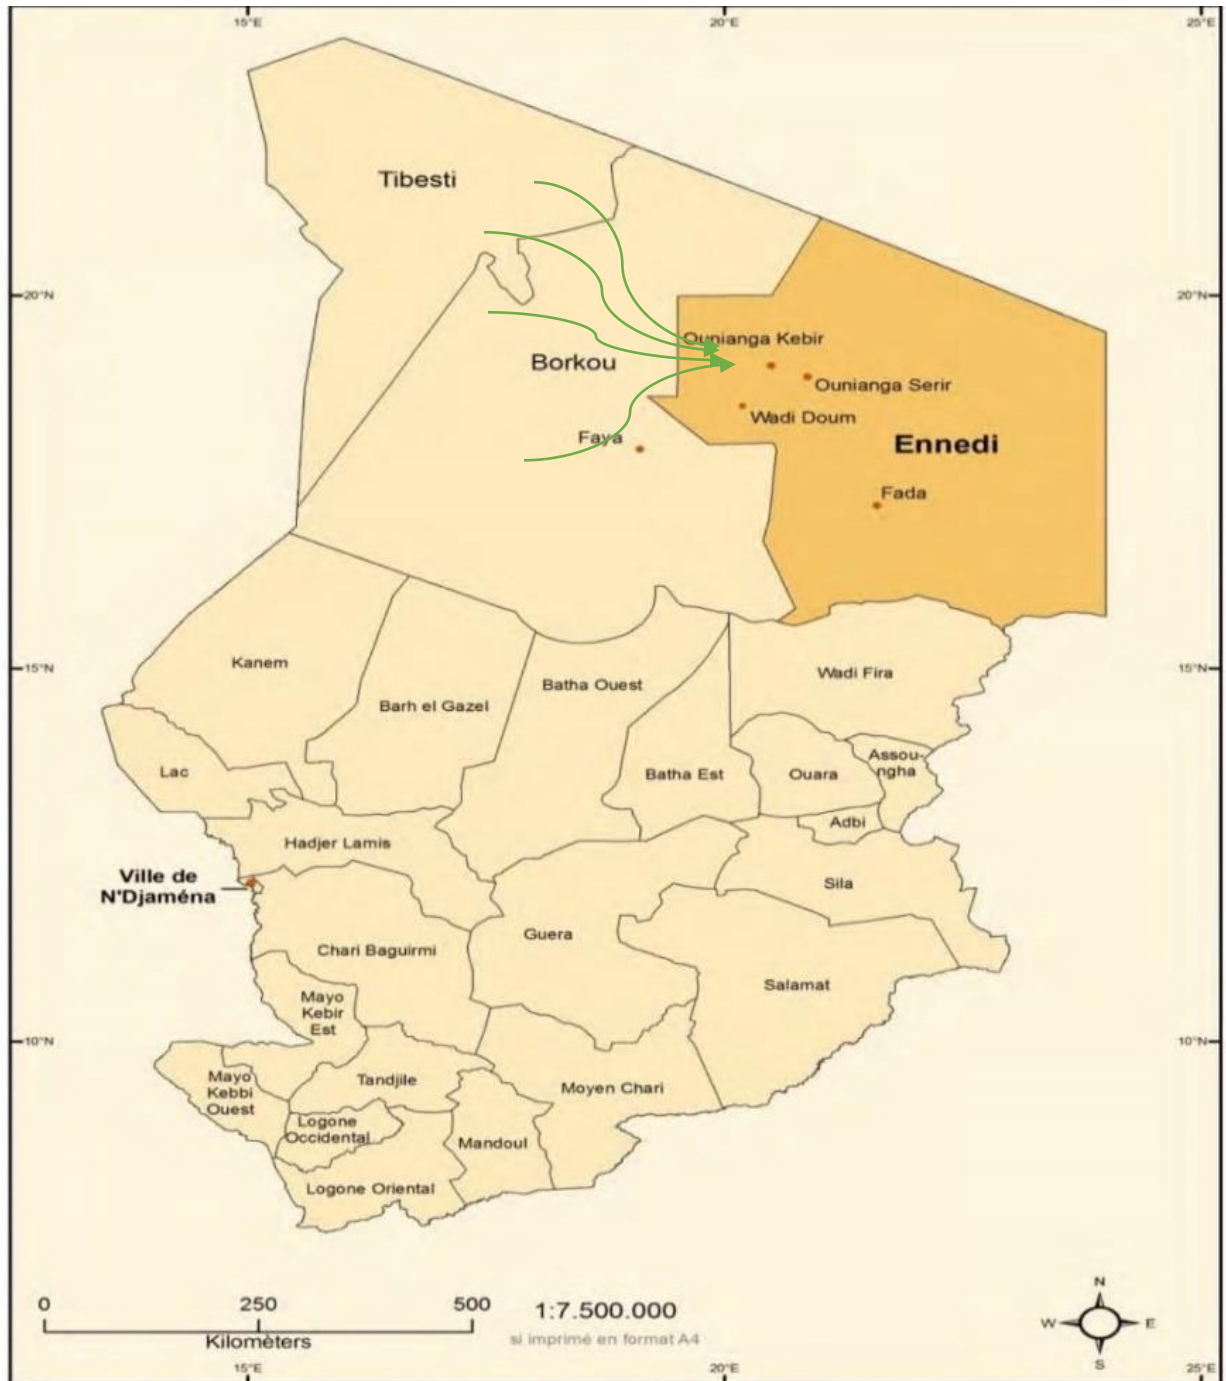 15°E
20°E
25°E
Tibesti
20°N
20°N
Ounianga Kebir
Borkou
Ounianga Serir
Wadi Doum
Faya
Ennedi
Fada
15°N
15°N
Kanem
Wadi Fira
Batha Ouest
Barh el Gazel
Lac
Batha Est
Ouara
Assou-
ngha
Adbi
Hadjer Lamis
Ville de
N'Djaména
Sila
Guera
Chari Baguirmi
Salamat
Mayo
Kebir
Est
10°N
10°N
Mayo
Kebbi
Ouest
Tandjile
Moyen Chari
Logone
Occidental
Mandoul
Logone Oriental
0
250
500
Kilomèters
1:7.500.000
si imprimé en format A4
N
W
E
S
15°E
20°E
25°E